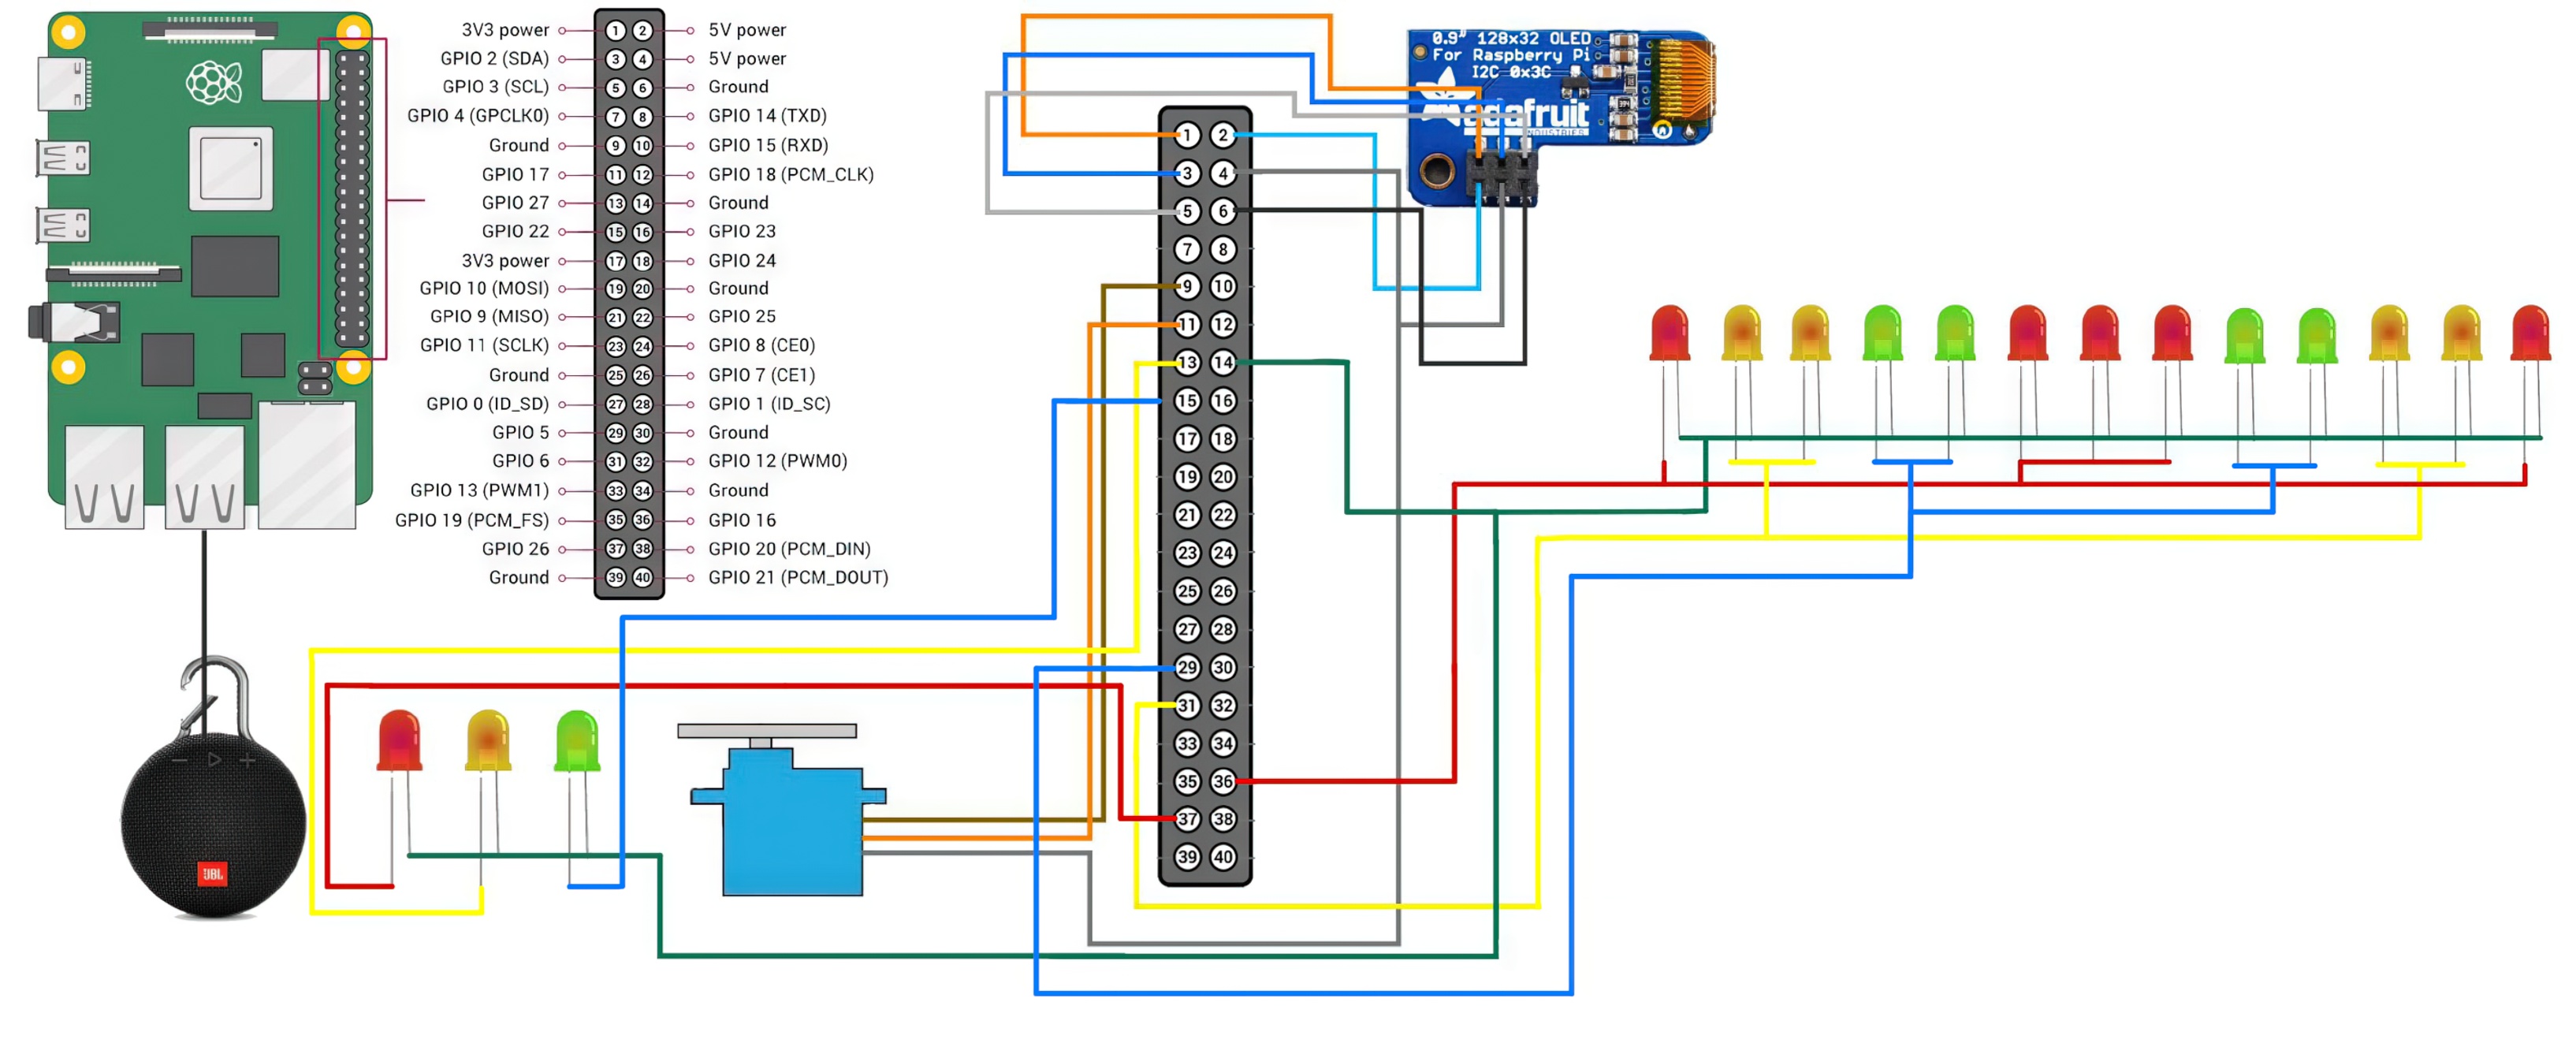 3V3 power 1 2 5V power
GPIO 2 (SDA) 3 4 5V power
GPIO 3 (SCL) 5 6 Ground
GPIO 4 (GPCLK0) 7 8 GPIO 14 (TXD)
Ground 9 10 GPIO 15 (RXD)
GPIO 17 11 12 GPIO 18 (PCM_CLK)
GPIO 27 13 14 Ground
GPIO 22 15 16 GPIO 23
3V3 power 17 18 GPIO 24
GPIO 10 (MOSI) 19 20 Ground
GPIO 9 (MISO) 21 22 GPIO 25
GPIO 11 (SCLK) 23 24 GPIO 8 (CE0)
Ground 25 26 GPIO 7 (CE1)
GPIO 0 (ID_SD) 27 28 GPIO 1 (ID_SC)
GPIO 5 29 30 Ground
GPIO 6 31 32 GPIO 12 (PWM0)
GPIO 13 (PWM1) 33 34 Ground
GPIO 19 (PCM_FS) 35 36 GPIO 16
GPIO 26 37 38 GPIO 20 (PCM_DIN)
Ground 39 40 GPIO 21 (PCM_DOUT)
1 2
3 4
5 6
7 8
9 10
11 12
13 14
15 16
17 18
19 20
21 22
23 24
25 26
27 28
29 30
31 32
33 34
35 36
37 38
39 40
0.9" 128x32 OLED
For Raspberry Pi
I2C 0x3C
adafruit
INDUSTRIES
JBL